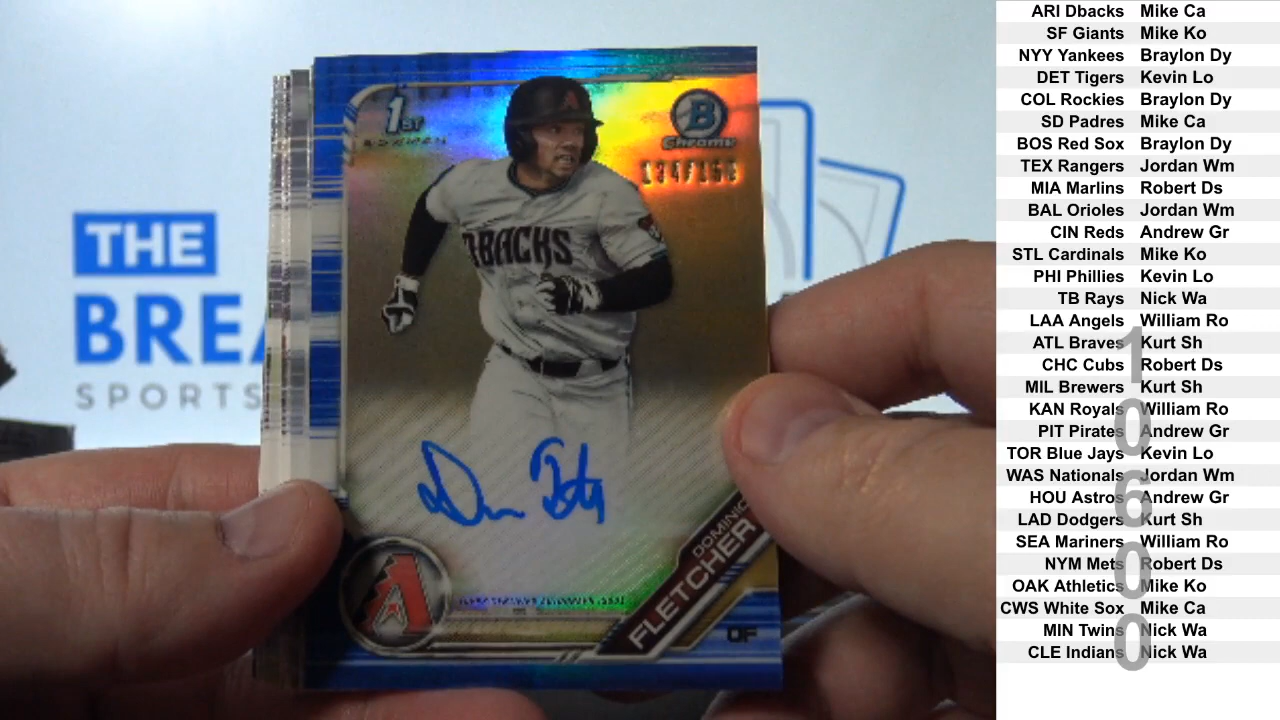 THE
BREA
SPORTS
1ST
BOWMAN
B
Chrome
134/150
DBACKS
A
DOMINIC
FLETCHER
OF
ARI Dbacks Mike Ca
SF Giants Mike Ko
NYY Yankees Braylon Dy
DET Tigers Kevin Lo
COL Rockies Braylon Dy
SD Padres Mike Ca
BOS Red Sox Braylon Dy
TEX Rangers Jordan Wm
MIA Marlins Robert Ds
BAL Orioles Jordan Wm
CIN Reds Andrew Gr
STL Cardinals Mike Ko
PHI Phillies Kevin Lo
TB Rays Nick Wa
LAA Angels William Ro
ATL Braves Kurt Sh
CHC Cubs Robert Ds
MIL Brewers Kurt Sh
KAN Royals William Ro
PIT Pirates Andrew Gr
TOR Blue Jays Kevin Lo
WAS Nationals Jordan Wm
HOU Astros Andrew Gr
LAD Dodgers Kurt Sh
SEA Mariners William Ro
NYM Mets Robert Ds
OAK Athletics Mike Ko
CWS White Sox Mike Ca
MIN Twins Nick Wa
CLE Indians Nick Wa
10600